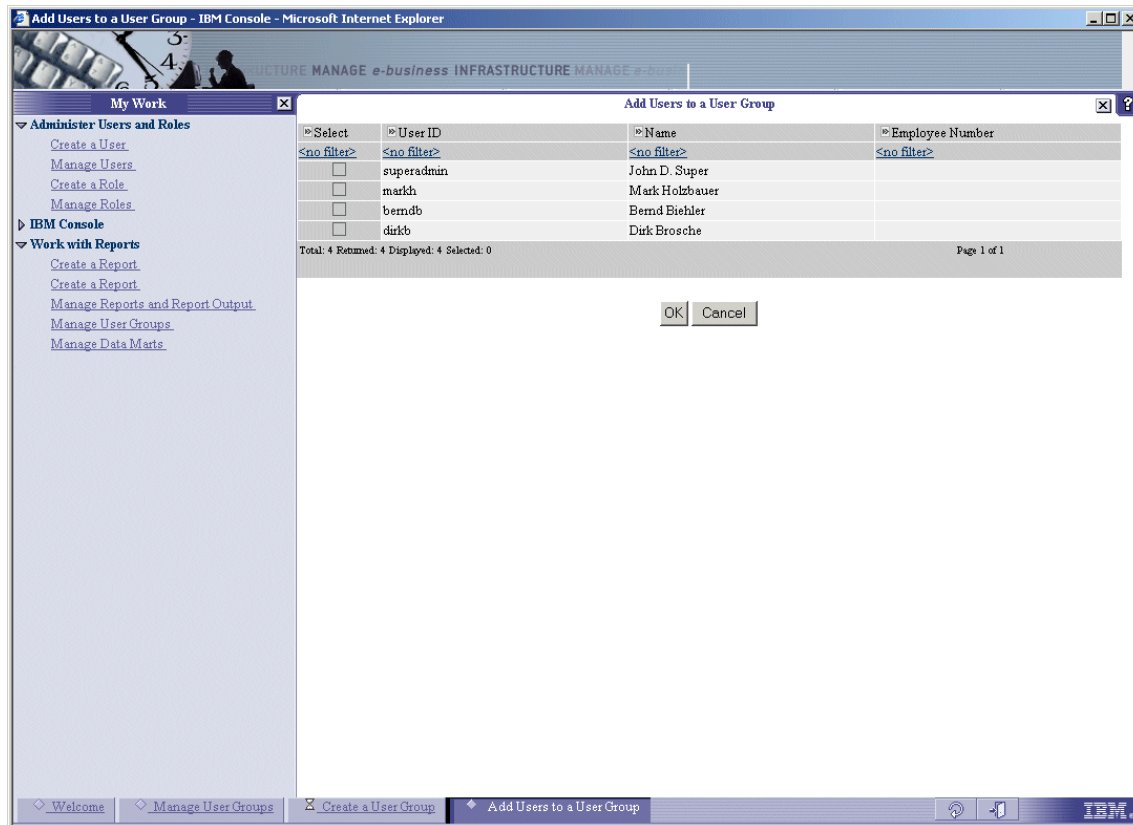 Add Users to a User Group - IBM Console - Microsoft Internet Explorer
MANAGE e-business INFRASTRUCTURE MANAGE
My Work
Administer Users and Roles
Create a User
Manage Users
Create a Role
Manage Roles
IBM Console
Work with Reports
Create a Report
Create a Report
Manage Reports and Report Output
Manage User Groups
Manage Data Marts
Add Users to a User Group
?
Select User ID Name Employee Number
<no filter> <no filter> <no filter> <no filter>
superadmin John D. Super
markh Mark Holzbauer
berndb Bernd Biehler
dirkb Dirk Brosche
Total: 4 Returned: 4 Displayed: 4 Selected: 0 Page 1 of 1
OK Cancel
Welcome Manage User Groups Create a User Group Add Users to a User Group IBM.